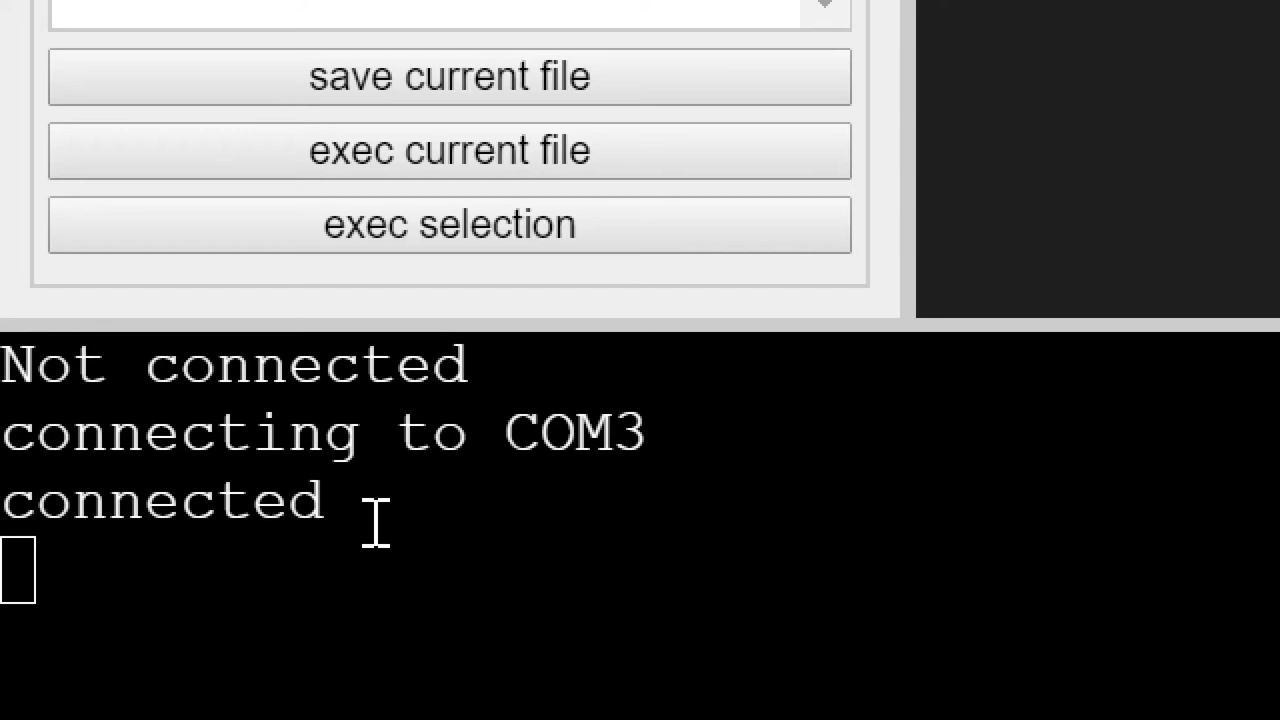 save current file
exec current file
exec selection
Not connected
connecting to COM3
connected